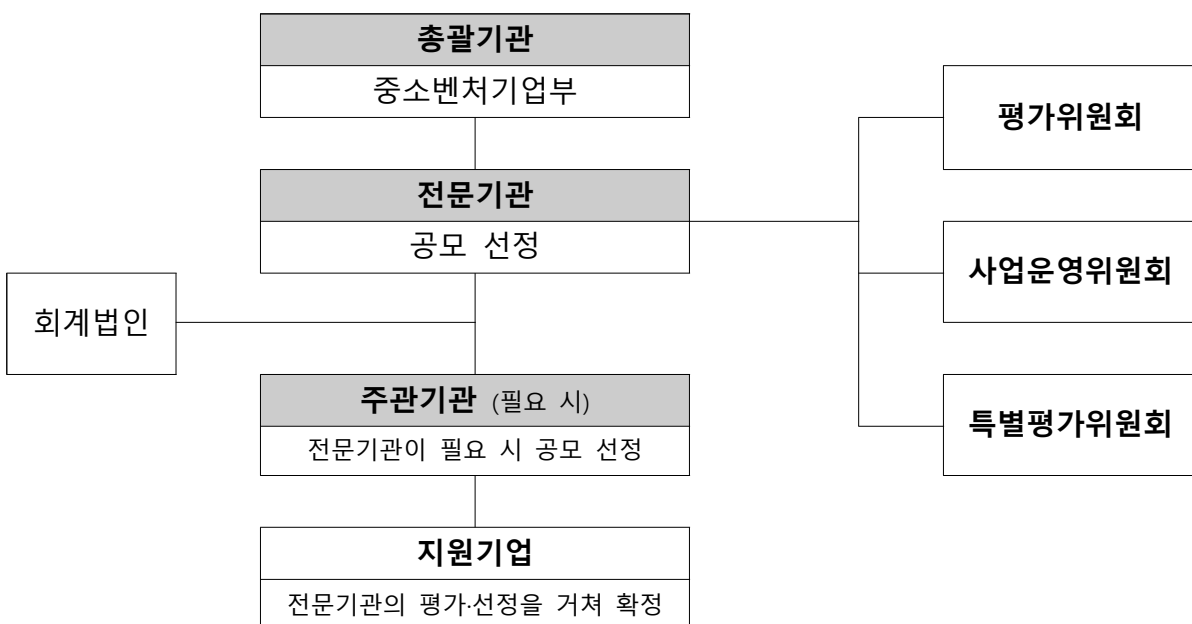 총괄기관
중소벤처기업부
평가위원회
전문기관
공모 선정
사업운영위원회
회계법인
주관기관 (필요 시)
전문기관이 필요 시 공모 선정
특별평가위원회
지원기업
전문기관의 평가·선정을 거쳐 확정